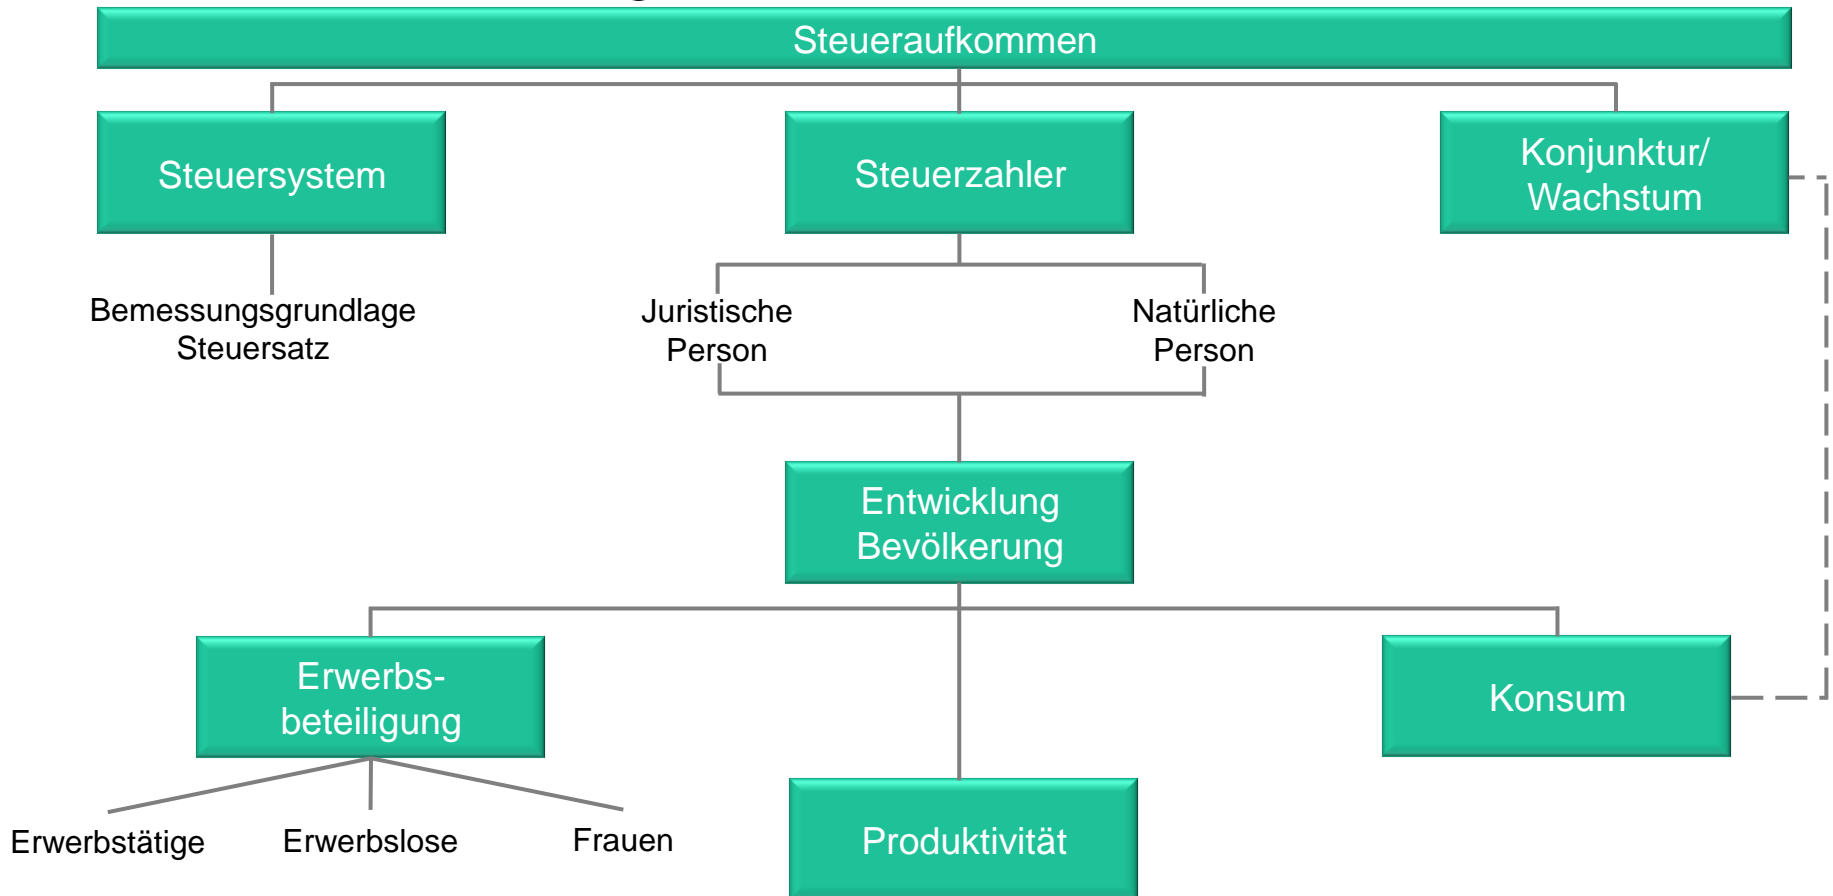 Steueraufkommen
Steuersystem
Steuerzahler
Konjunktur/
Wachstum
Bemessungsgrundlage
Steuersatz
Juristische
Person
Natürliche
Person
Entwicklung
Bevölkerung
Erwerbs-
beteiligung
Konsum
Erwerbstätige
Erwerbslose
Frauen
Produktivität